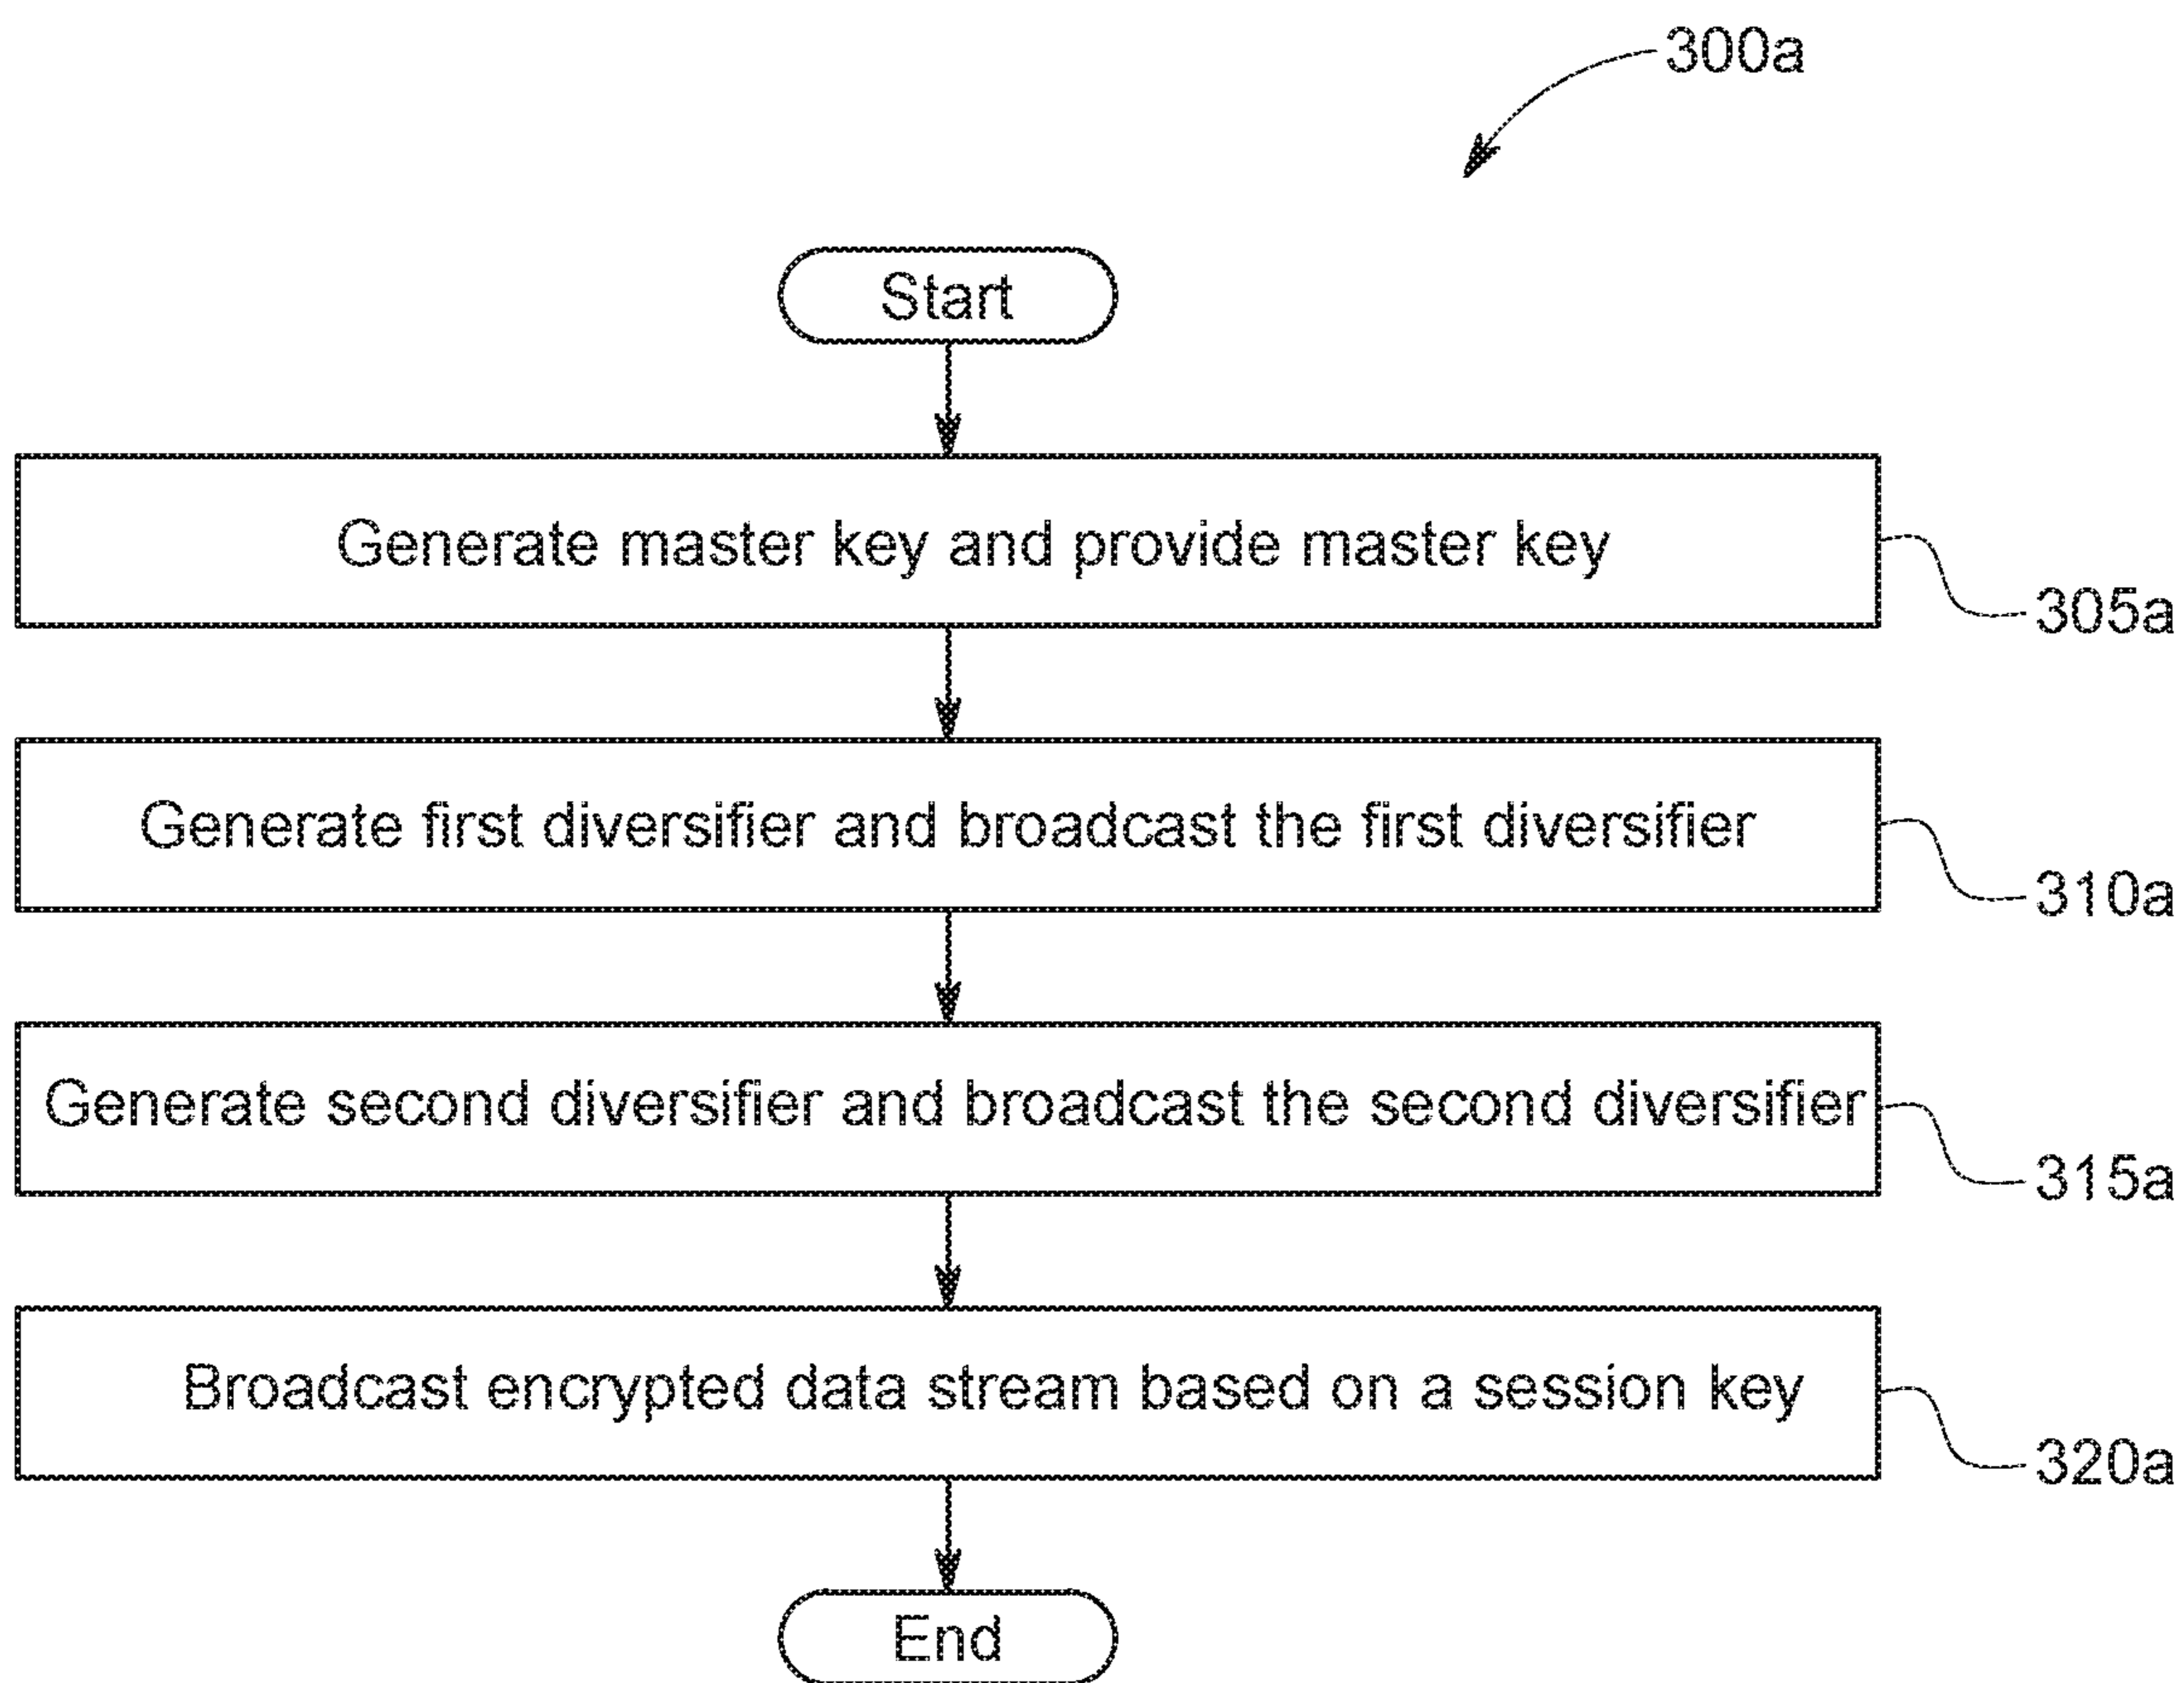 300a
Start
Generate master key and provide master key
305a
Generate first diversifier and broadcast the first diversifier
310a
Generate second diversifier and broadcast the second diversifier
315a
Broadcast encrypted data stream based on a session key
320a
End